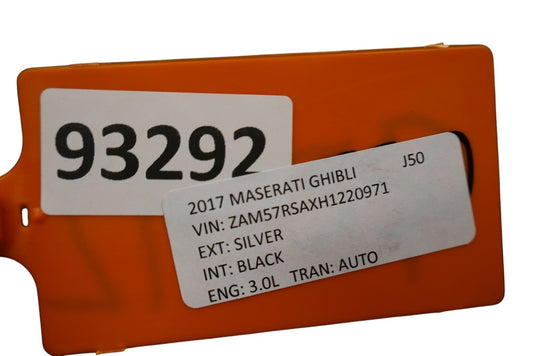 93292
2017 MASERATI GHIBLI J50
VIN: ZAM57RSAXH1220971
EXT: SILVER
INT: BLACK
ENG: 3.0L TRAN: AUTO